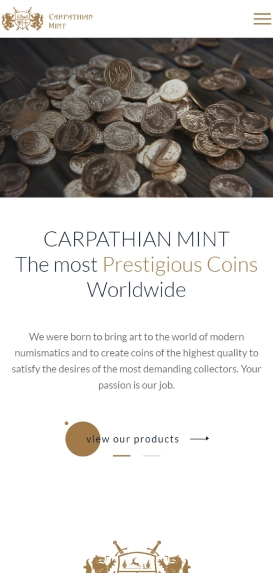 Carpathian
Mint
CARPATHIAN MINT
The most Prestigious Coins
Worldwide
We were born to bring art to the world of modern
numismatics and to create coins of the highest quality to
satisfy the desires of the most demanding collectors. Your
passion is our job.
view our products